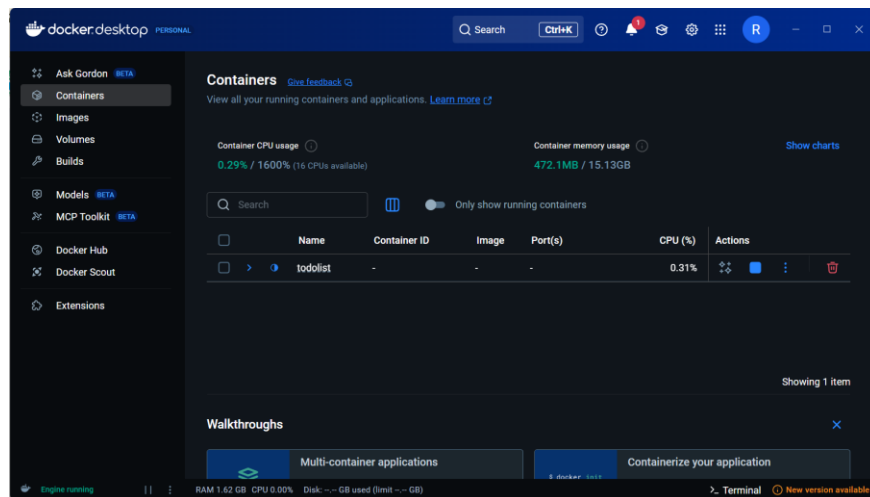 docker.desktop PERSONAL
Search Ctrl+K
1
R
Ask Gordon BETA
Containers
Images
Volumes
Builds
Models BETA
MCP Toolkit BETA
Docker Hub
Docker Scout
Extensions
Containers Give feedback
View all your running containers and applications. Learn more
Container CPU usage
0.29% / 1600% (16 CPUs available)
Container memory usage
472.1MB / 15.13GB
Show charts
Search
Only show running containers
Name Container ID Image Port(s) CPU (%) Actions
todolist - - - 0.31%
Showing 1 item
Walkthroughs
Multi-container applications
$ docker init
Containerize your application
Engine running
RAM 1.62 GB CPU 0.00% Disk: -.-- GB used (limit -.-- GB)
>_ Terminal
New version available